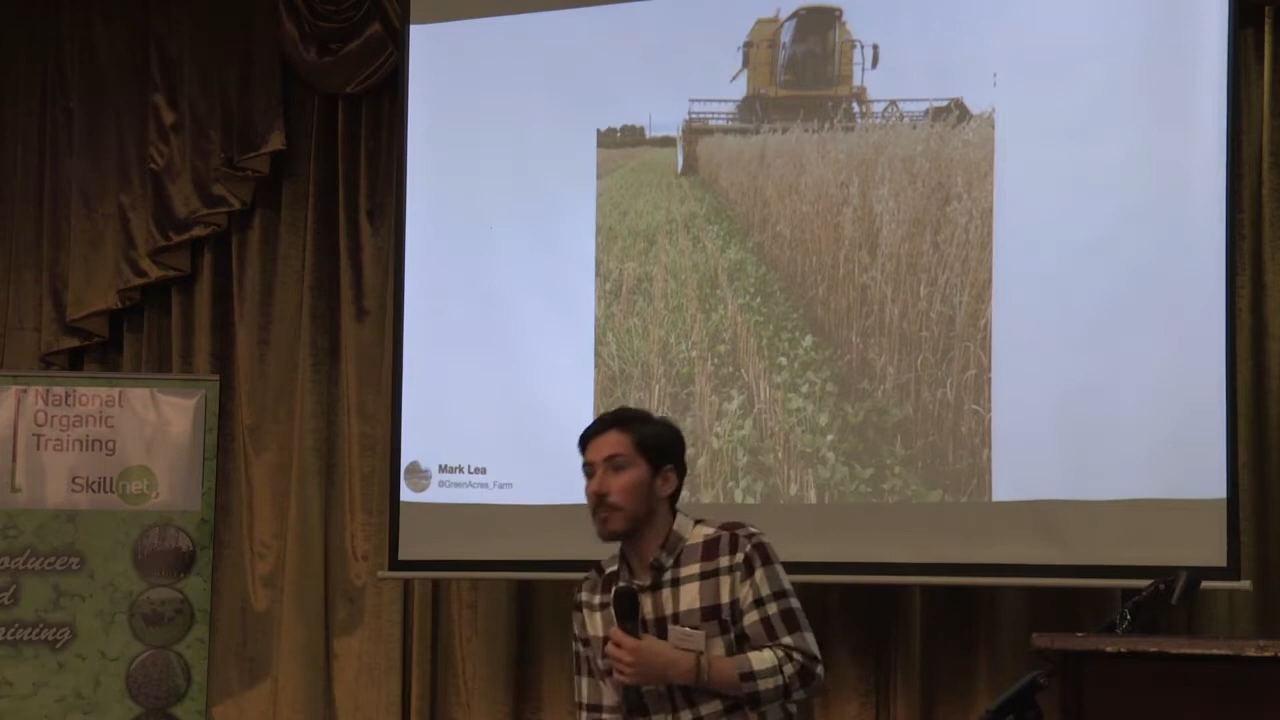 National
Organic
Training
Skillnet
oducer
d
aining
Mark Lea
@GreenAcres_Farm